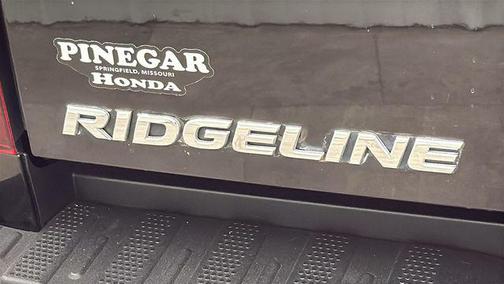 PINEGAR
SPRINGFIELD, MISSOURI
HONDA
RIDGELINE